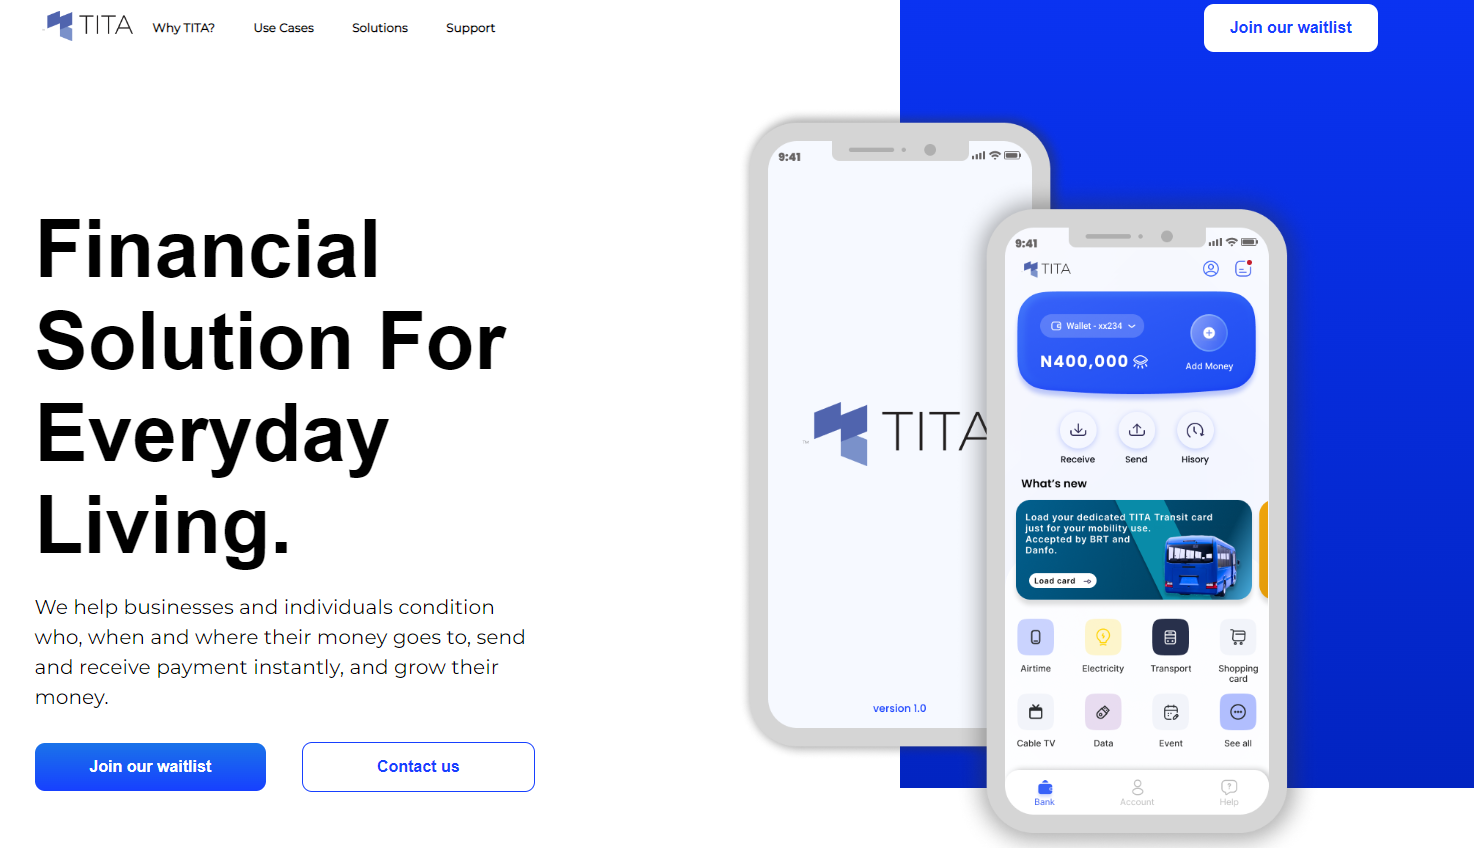 TITA
Why TITA?
Use Cases
Solutions
Support
Join our waitlist
Financial
Solution For
Everyday
Living.
We help businesses and individuals condition
who, when and where their money goes to, send
and receive payment instantly, and grow their
money.
Join our waitlist
Contact us
9:41
TM
TITA
version 1.0
9:41
TITA
Wallet - xx234
N400,000
Add Money
Receive
Send
Hisory
What's new
Load your dedicated TITA Transit card
just for your mobility use.
Accepted by BRT and
Danfo.
Load card
Airtime
Electricity
Transport
Shopping
card
Cable TV
Data
Event
See all
Bank
Account
Help